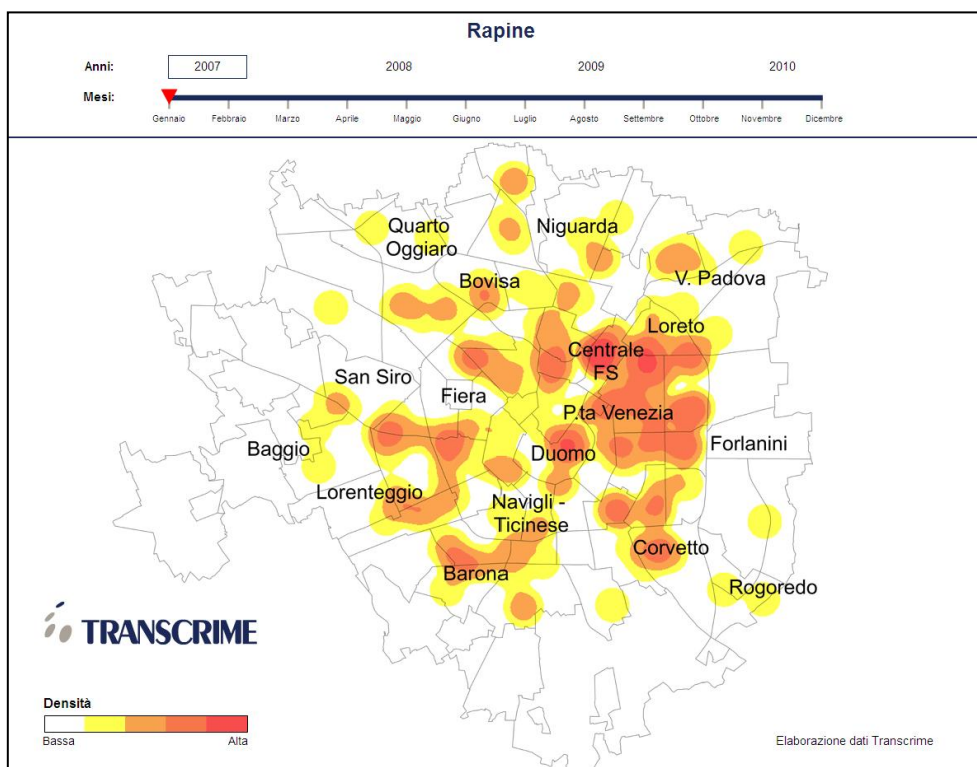 Rapine
Anni: 2007 2008 2009 2010
Mesi:
Gennaio Febbraio Marzo Aprile Maggio Giugno Luglio Agosto Settembre Ottobre Novembre Dicembre
Quarto
Oggiaro
Niguarda
Bovisa
V. Padova
Loreto
Centrale
FS
San Siro
Fiera
P.ta Venezia
Baggio
Duomo
Forlanini
Lorenteggio
Navigli -
Ticinese
Corvetto
Barona
Rogoredo
TRANSCRIME
Densità
Bassa Alta
Elaborazione dati Transcrime